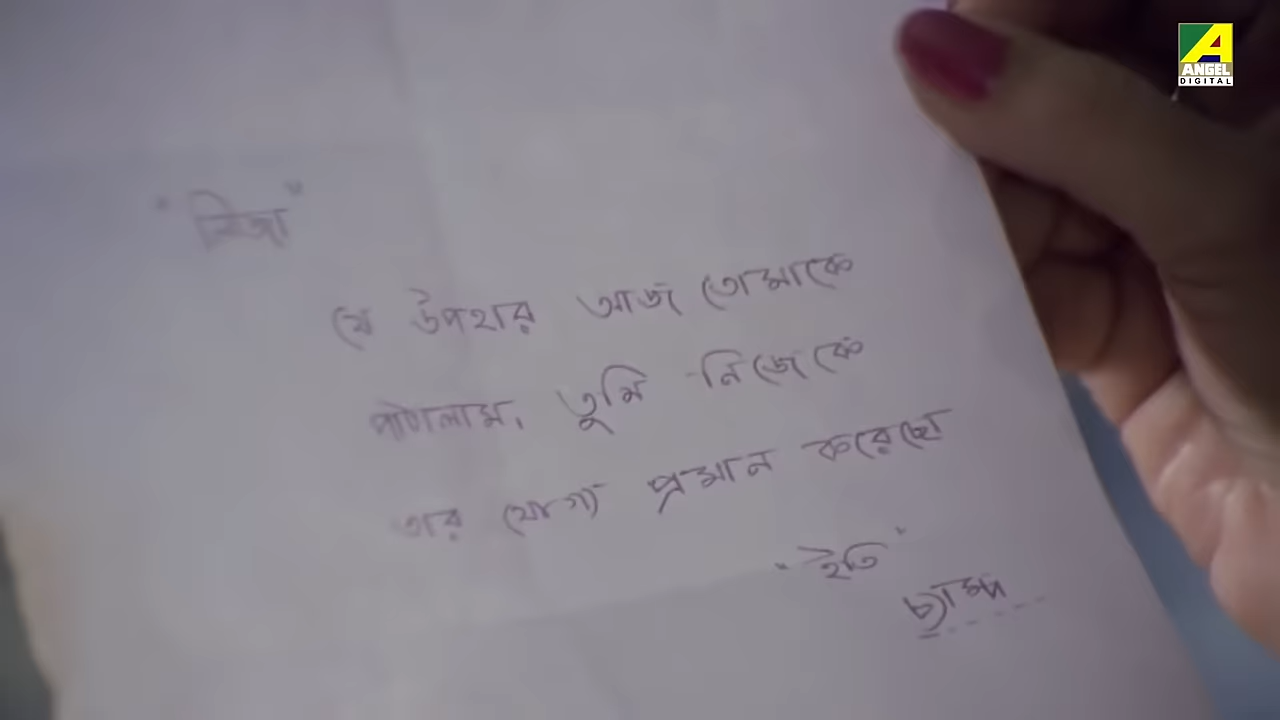 ANGEL
DIGITAL
যে উপহার আজ তোমাকে
পাঠালাম, তুমি নিজেকে
তার যোগ্য প্রমান করেছো
"ইতি"
চ্যাম্প